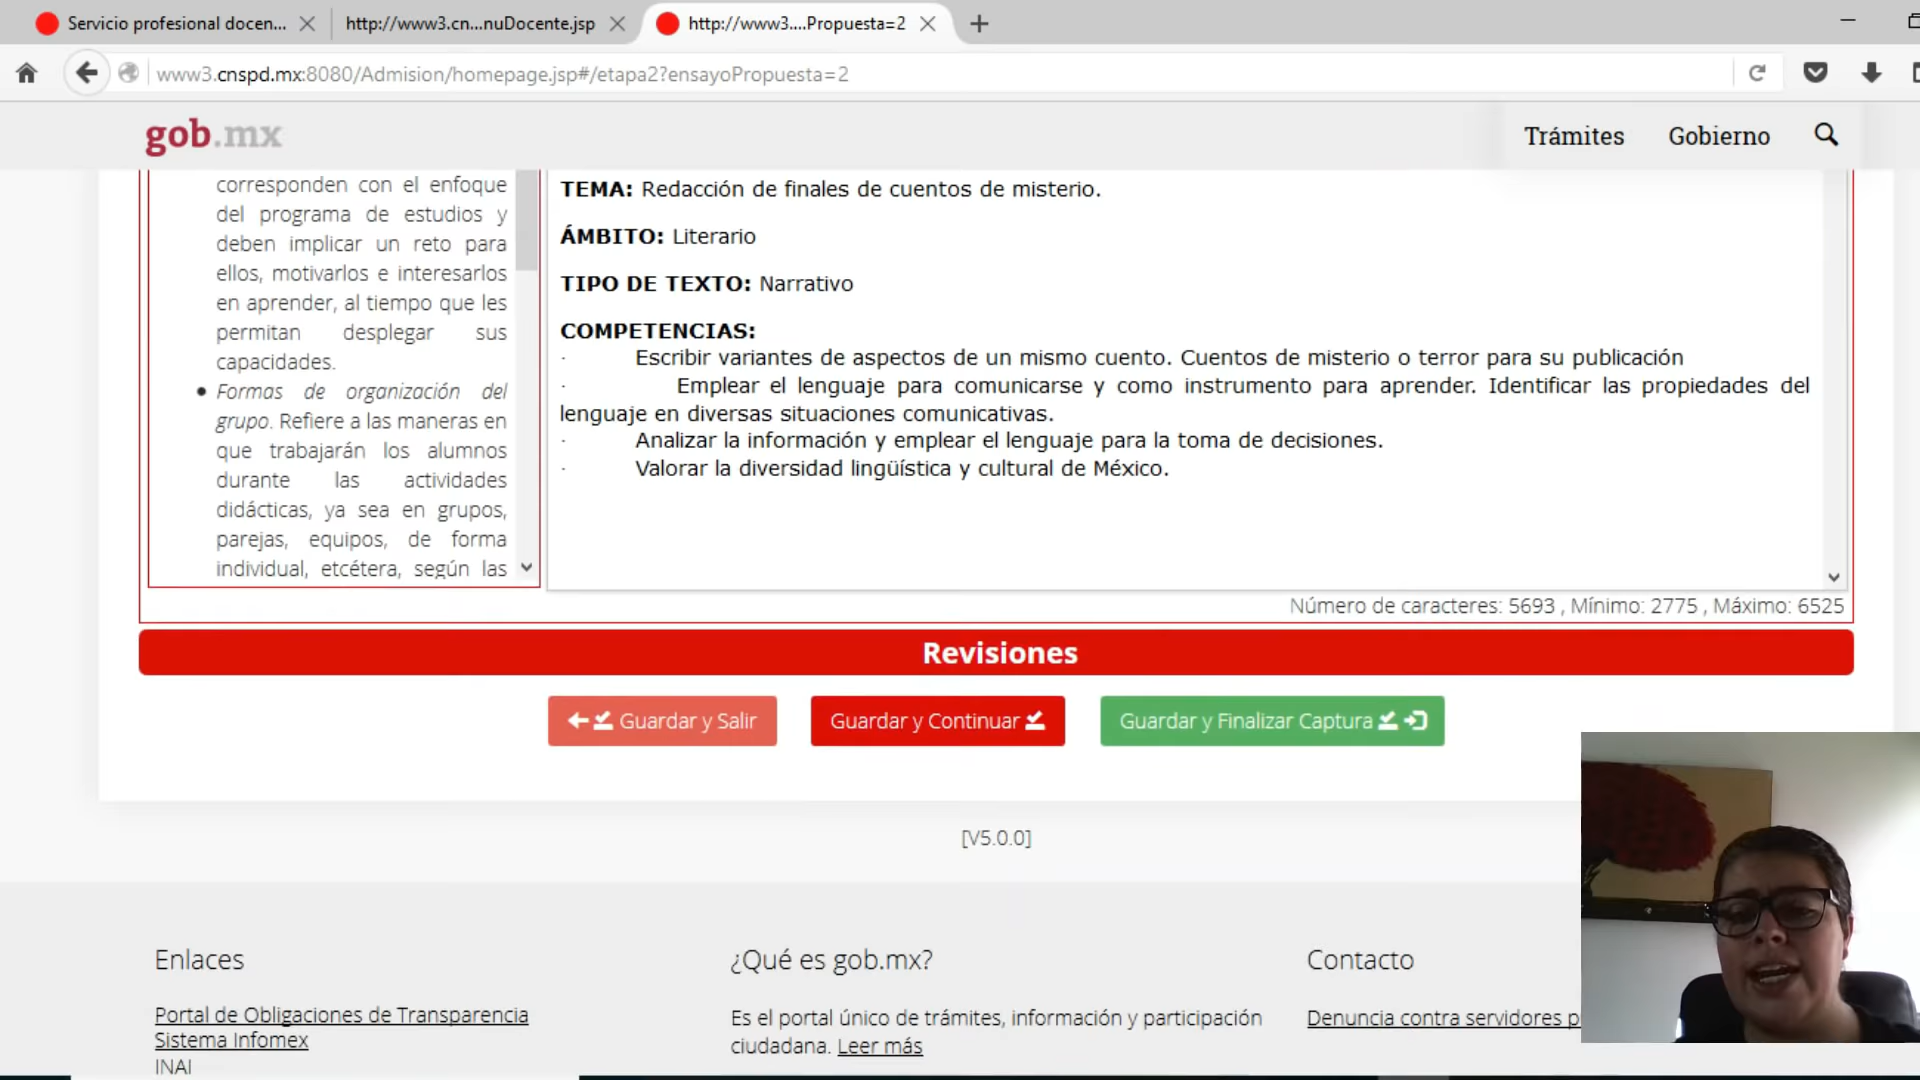 Servicio profesional docen...
http://www3.cn...nuDocente.jsp
http://www3....Propuesta=2
www3.cnspd.mx:8080/Admision/homepage.jsp#/etapa2?ensayoPropuesta=2
gob.mx
Trámites
Gobierno
corresponden con el enfoque
del programa de estudios y
deben implicar un reto para
ellos, motivarlos e interesarlos
en aprender, al tiempo que les
permitan desplegar sus
capacidades.
• Formas de organización del
grupo. Refiere a las maneras en
que trabajarán los alumnos
durante las actividades
didácticas, ya sea en grupos,
parejas, equipos, de forma
individual, etcétera, según las
TEMA: Redacción de finales de cuentos de misterio.
ÁMBITO: Literario
TIPO DE TEXTO: Narrativo
COMPETENCIAS:
· Escribir variantes de aspectos de un mismo cuento. Cuentos de misterio o terror para su publicación
· Emplear el lenguaje para comunicarse y como instrumento para aprender. Identificar las propiedades del
lenguaje en diversas situaciones comunicativas.
· Analizar la información y emplear el lenguaje para la toma de decisiones.
· Valorar la diversidad lingüística y cultural de México.
Número de caracteres: 5693 , Mínimo: 2775 , Máximo: 6525
Revisiones
Guardar y Salir
Guardar y Continuar
Guardar y Finalizar Captura
[V5.0.0]
Enlaces
Portal de Obligaciones de Transparencia
Sistema Infomex
INAI
¿Qué es gob.mx?
Es el portal único de trámites, información y participación
ciudadana. Leer más
Contacto
Denuncia contra servidores p